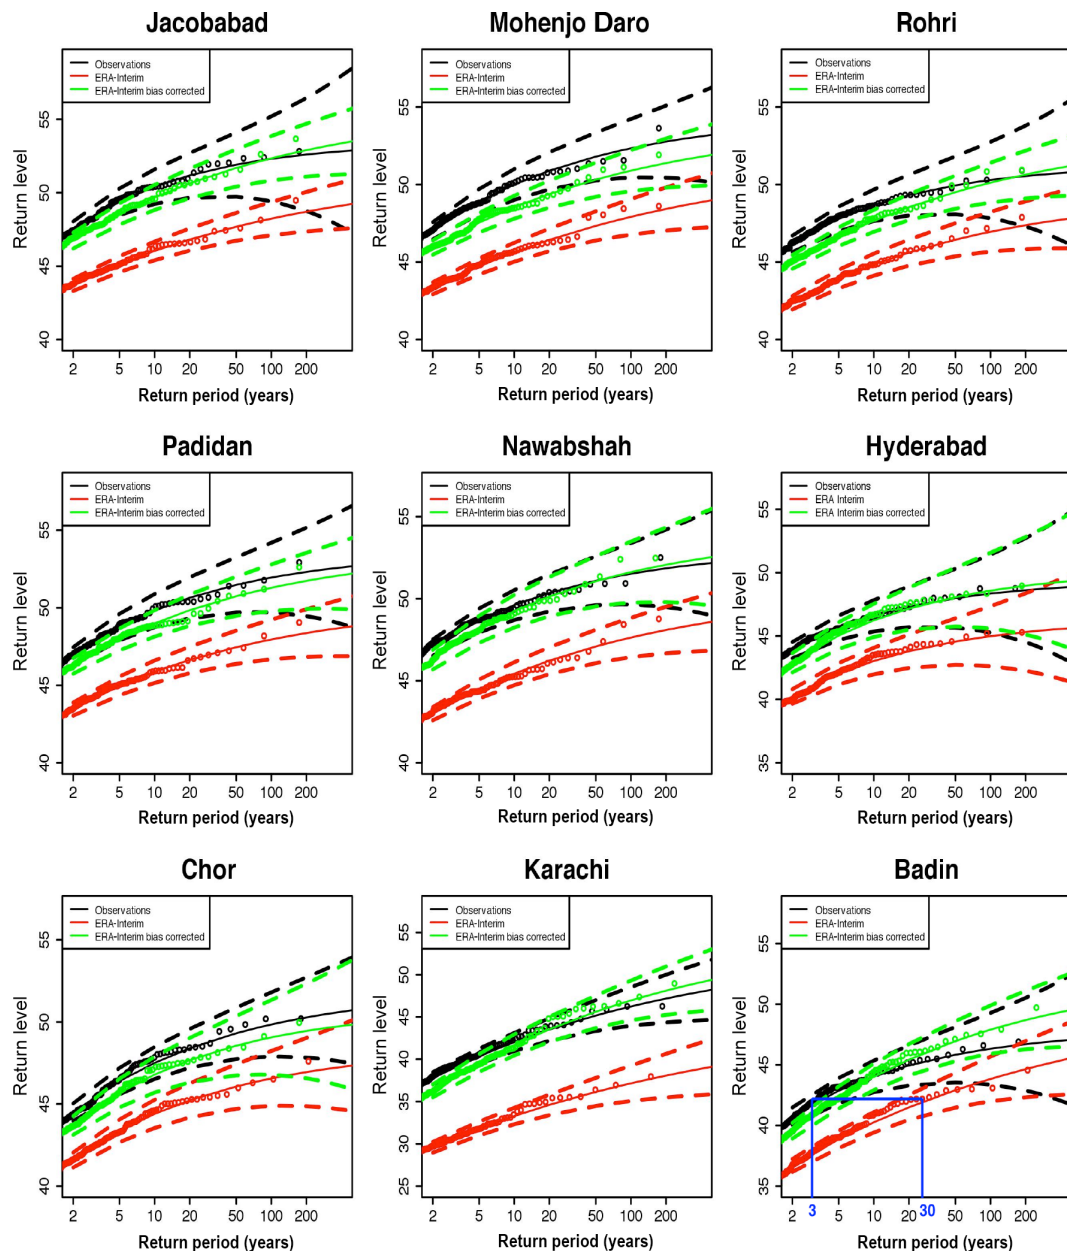 Jacobabad
Observations
ERA-Interim
ERA-Interim bias corrected
Return level
40 45 50 55
2 5 10 20 50 100 200
Return period (years)
Mohenjo Daro
Observations
ERA-Interim
ERA-Interim bias corrected
Return level
40 45 50 55
2 5 10 20 50 100 200
Return period (years)
Rohri
Observations
ERA-Interim
ERA-Interim bias corrected
Return level
40 45 50 55
2 5 10 20 50 100 200
Return period (years)
Padidan
Observations
ERA-Interim
ERA-Interim bias corrected
Return level
40 45 50 55
2 5 10 20 50 100 200
Return period (years)
Nawabshah
Observations
ERA-Interim
ERA-Interim bias corrected
Return level
40 45 50 55
2 5 10 20 50 100 200
Return period (years)
Hyderabad
Observations
ERA Interim
ERA Interim bias corrected
Return level
35 40 45 50 55
2 5 10 20 50 100 200
Return period (years)
Chor
Observations
ERA-Interim
ERA-Interim bias corrected
Return level
40 45 50 55
2 5 10 20 50 100 200
Return period (years)
Karachi
Observations
ERA-Interim
ERA-Interim bias corrected
Return level
25 30 35 40 45 50 55
2 5 10 20 50 100 200
Return period (years)
Badin
Observations
ERA-Interim
ERA-Interim bias corrected
Return level
35 40 45 50 55
3 30
2 5 10 20 50 100 200
Return period (years)